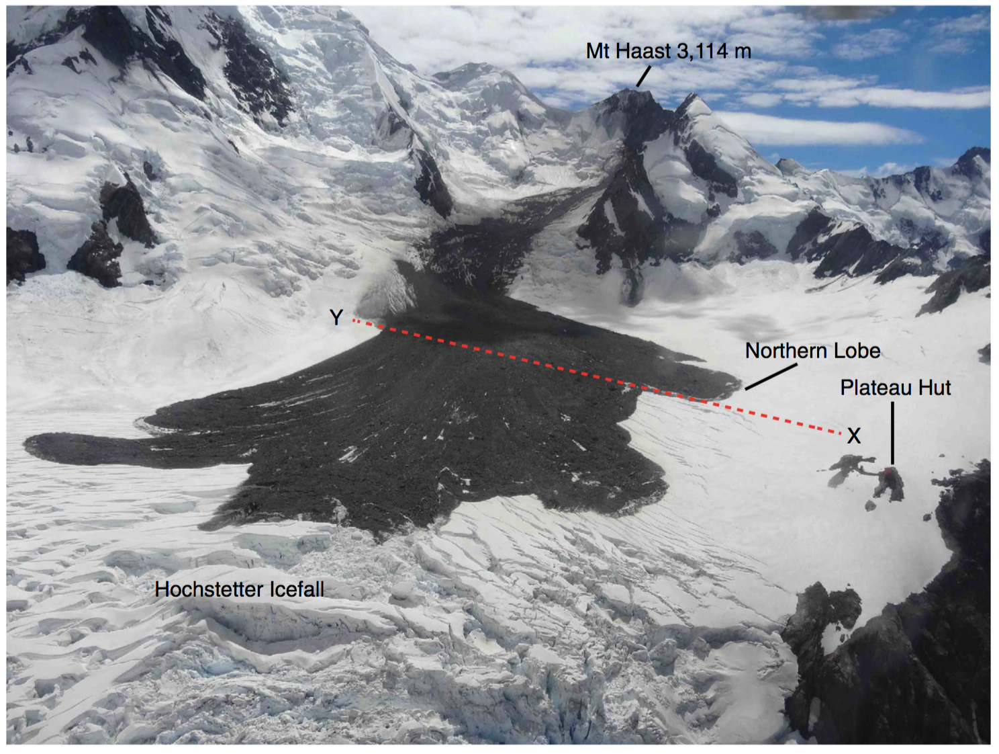 Mt Haast 3,114 m
Y
Northern Lobe
Plateau Hut
X
Hochstetter Icefall